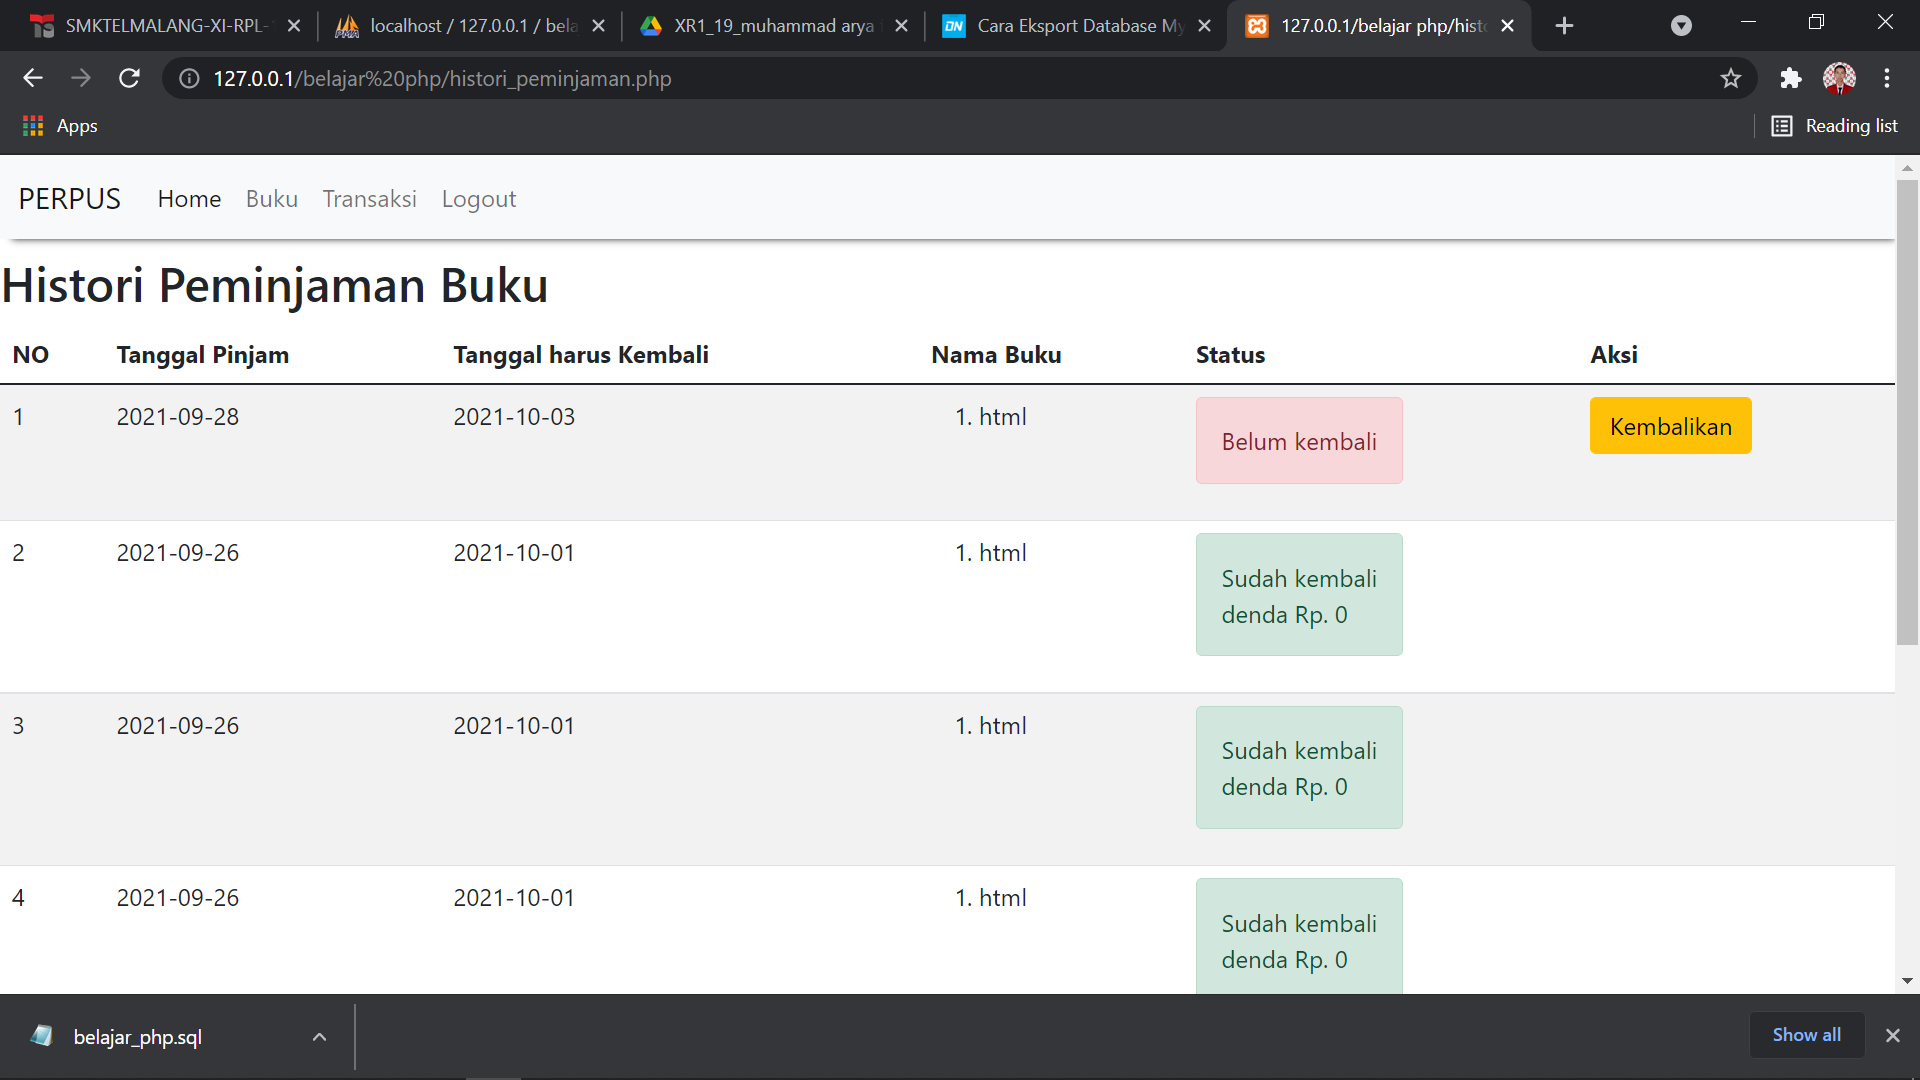 SMKTELMALANG-XI-RPL-
localhost / 127.0.0.1 / bela
XR1_19_muhammad arya
Cara Eksport Database My
127.0.0.1/belajar php/histo
127.0.0.1/belajar%20php/histori_peminjaman.php
Apps
Reading list
PERPUS Home Buku Transaksi Logout
Histori Peminjaman Buku
NO Tanggal Pinjam Tanggal harus Kembali Nama Buku Status Aksi
1 2021-09-28 2021-10-03 1. html Belum kembali Kembalikan
2 2021-09-26 2021-10-01 1. html Sudah kembali
denda Rp. 0
3 2021-09-26 2021-10-01 1. html Sudah kembali
denda Rp. 0
4 2021-09-26 2021-10-01 1. html Sudah kembali
denda Rp. 0
belajar_php.sql
Show all